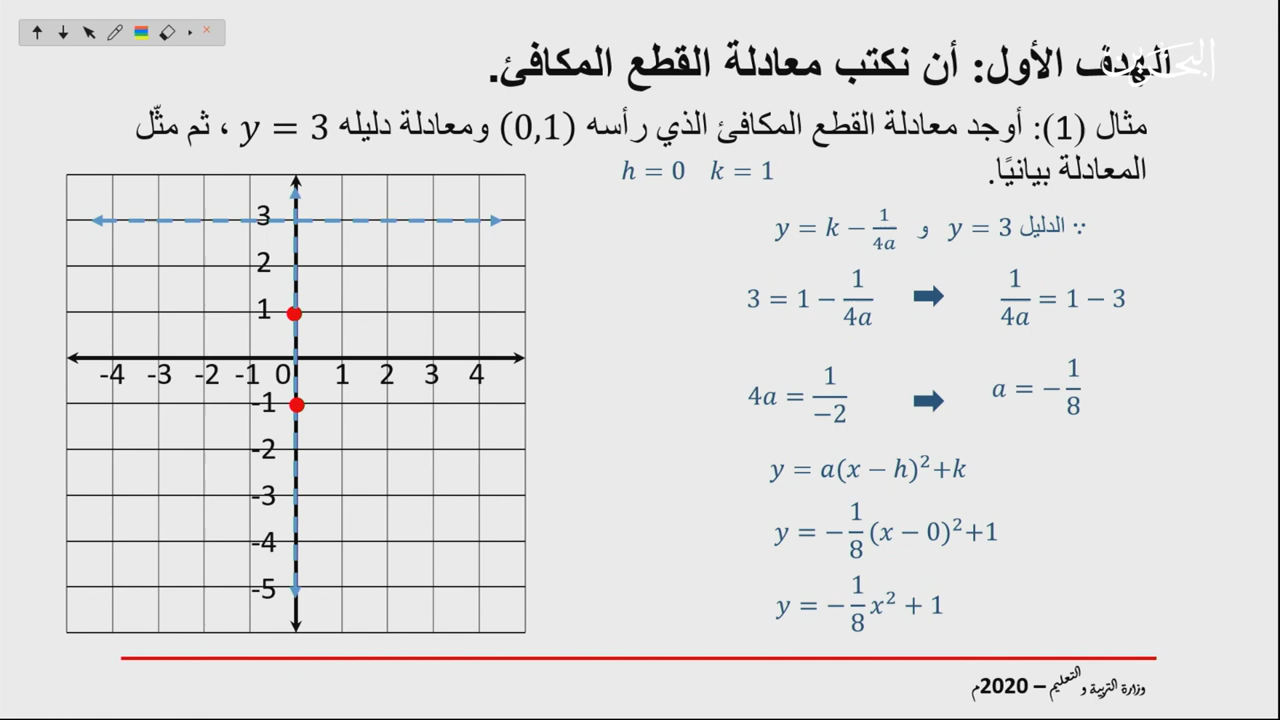 البحرين
الهدف الأول: أن نكتب معادلة القطع المكافئ.
مثال (1): أوجد معادلة القطع المكافئ الذي رأسه (0,1) ومعادلة دليله y = 3 ، ثم مثّل
المعادلة بيانيًا.
h = 0 k = 1
∵ الدليل y = 3 و y = k − 1/4a
3 = 1 − 1/4a ➡ 1/4a = 1 − 3
4a = 1/−2 ➡ a = −1/8
y = a(x − h)²+k
y = −1/8(x − 0)²+1
y = −1/8x² + 1
3
2
1
-4 -3 -2 -1 0 1 2 3 4
-1
-2
-3
-4
-5
وزارة التربية والتعليم – 2020م